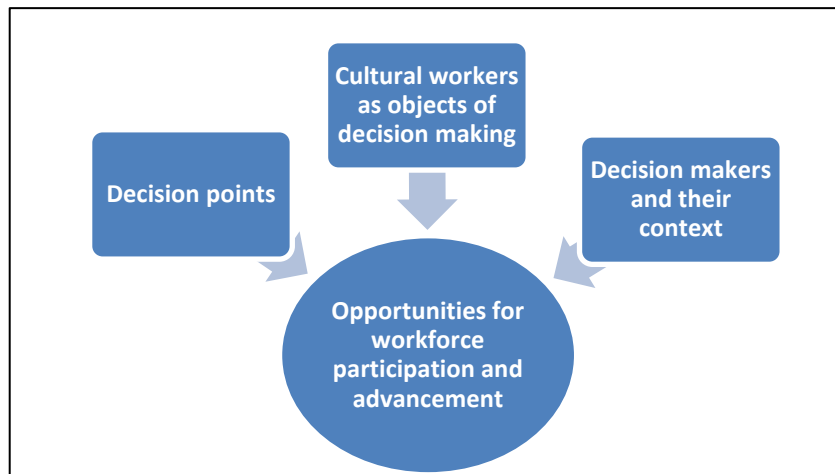 Cultural workers
as objects of
decision making
Decision points
Decision makers
and their
context
Opportunities for
workforce
participation and
advancement